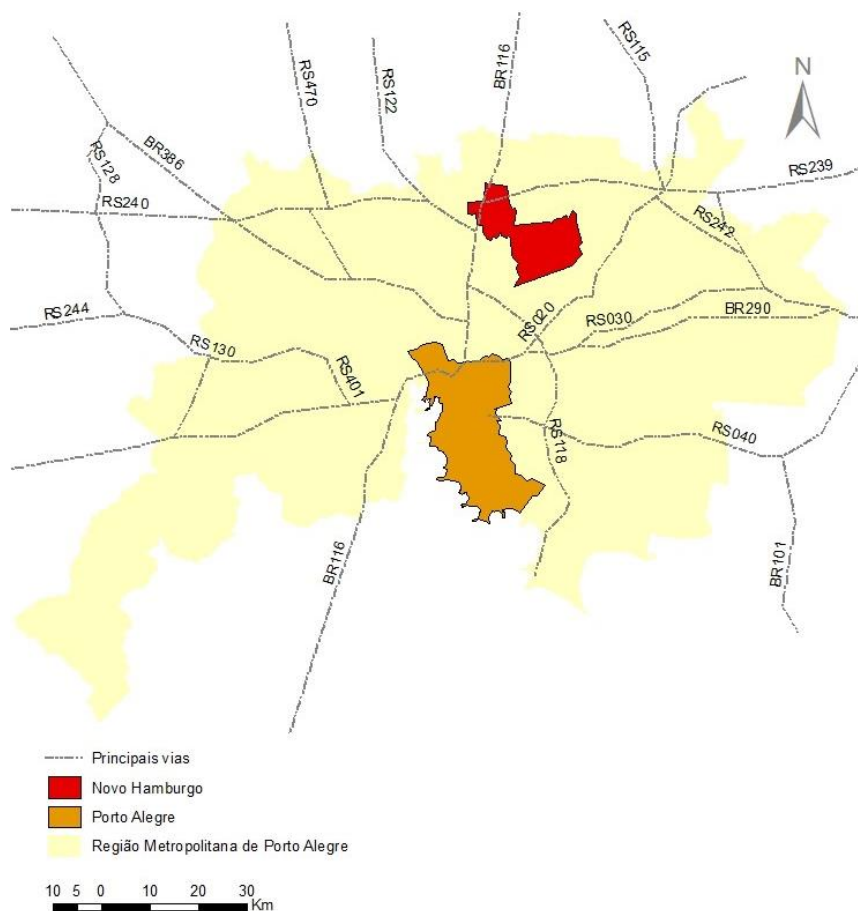 BR116
RS115
N
RS470
RS122
RS128
BR386
RS239
RS240
RS242
RS244
RS020
RS030
BR290
RS130
RS401
RS040
RS118
BR116
BR101
Principais vias
Novo Hamburgo
Porto Alegre
Região Metropolitana de Porto Alegre
10 5 0 10 20 30
Km